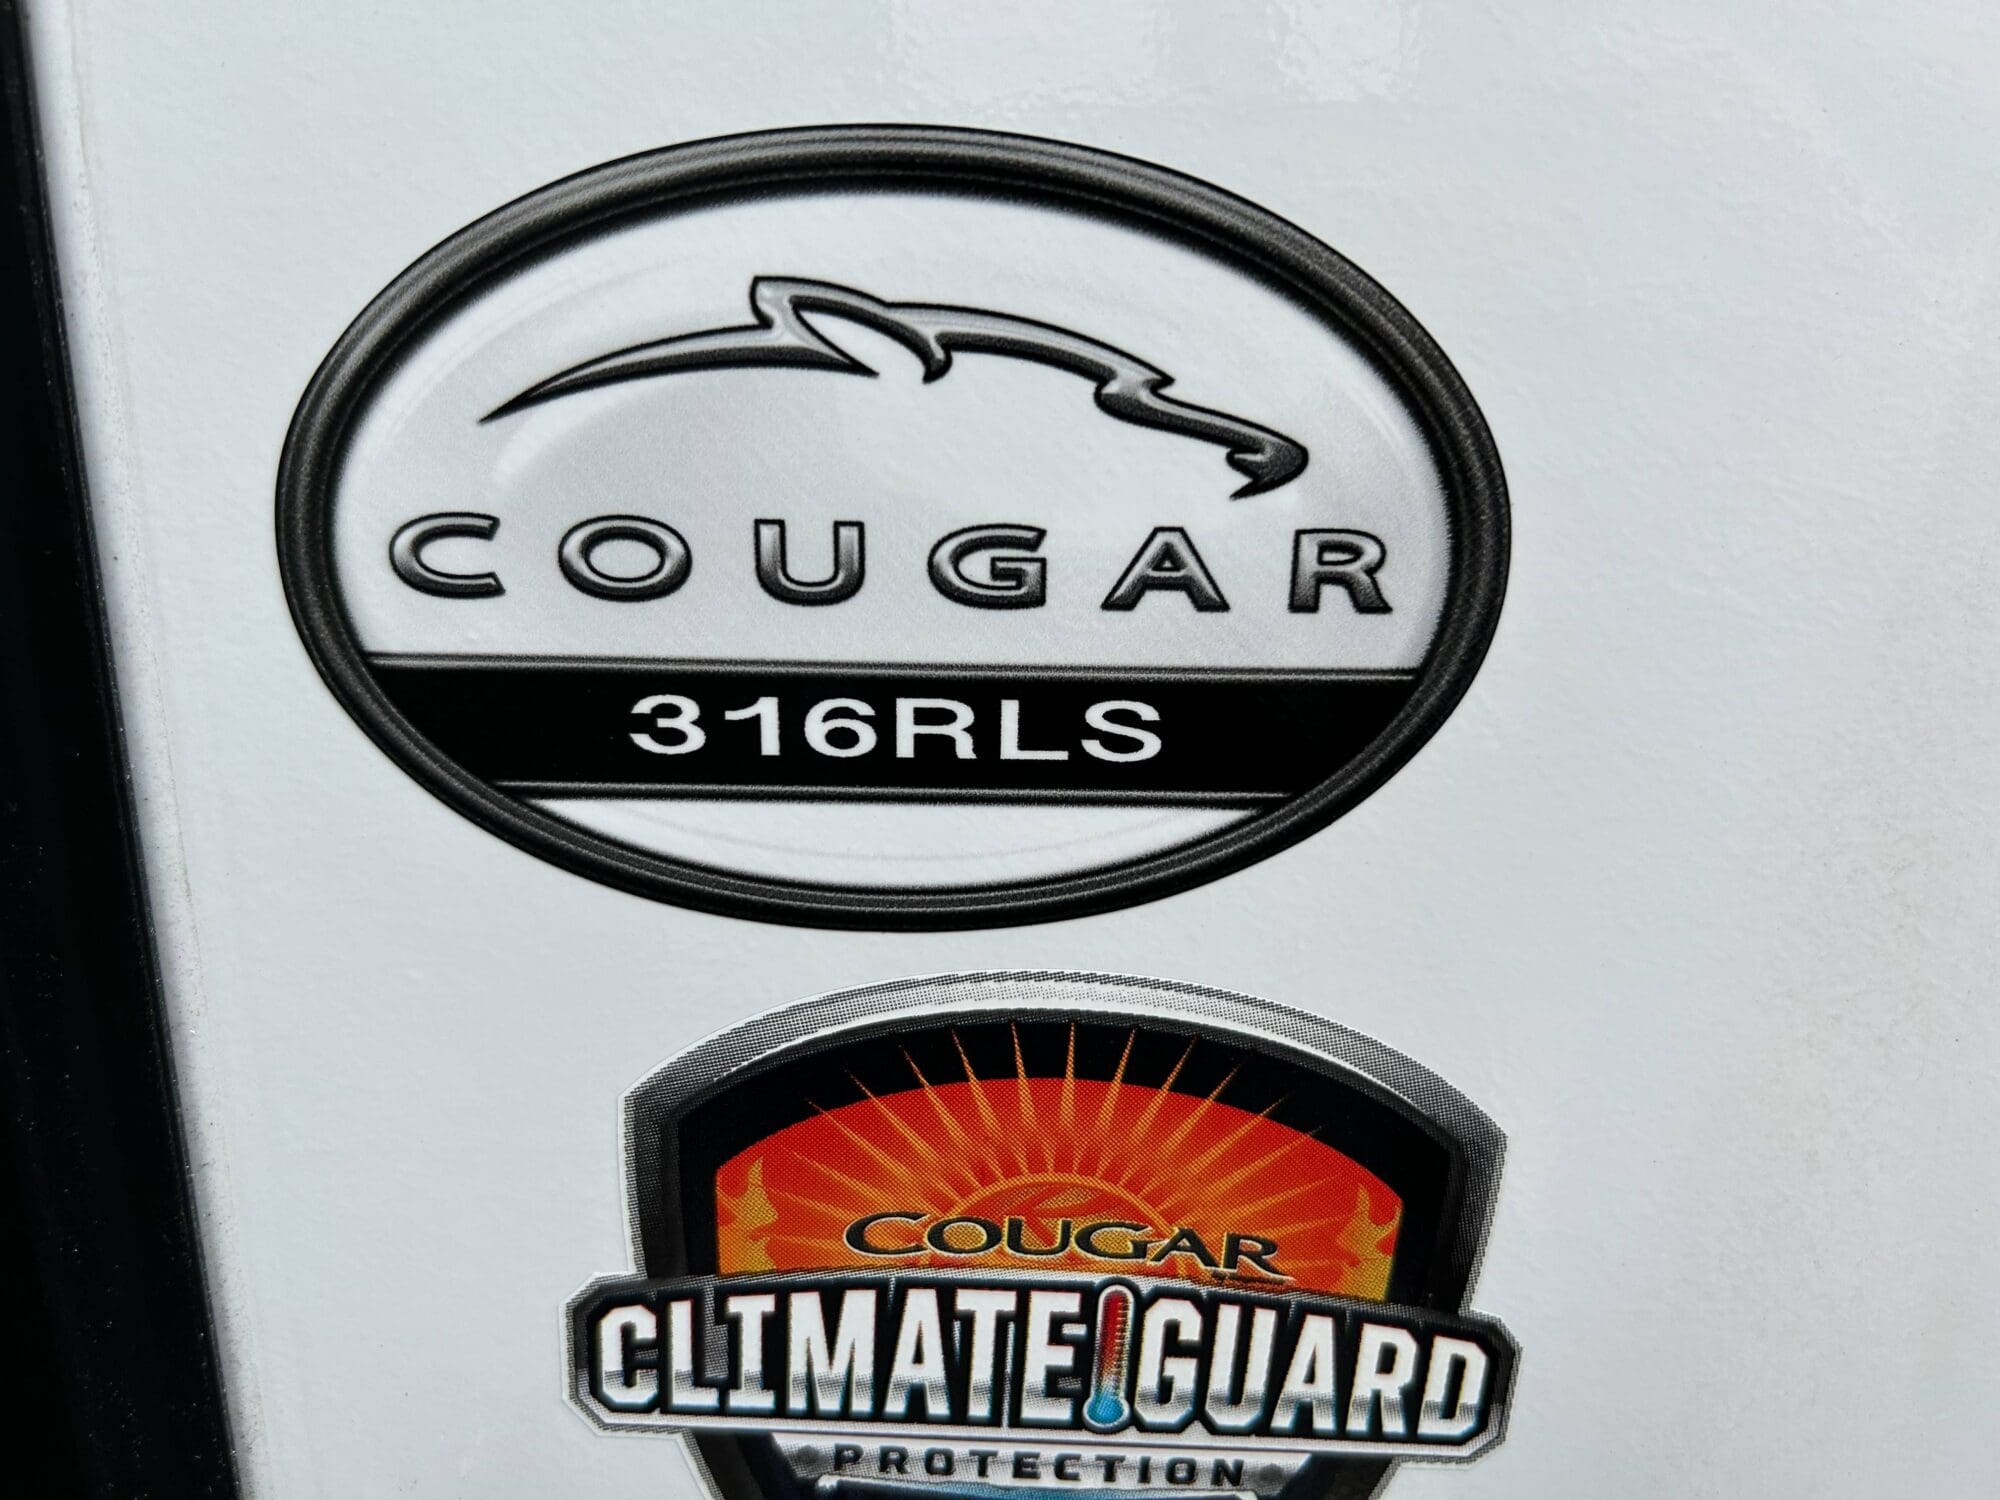 COUGAR
316RLS
COUGAR
CLIMATE GUARD
PROTECTION